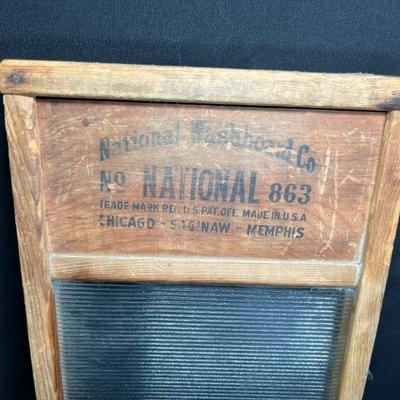 National Washboard Co
No NATIONAL 863
TRADE MARK REG. U.S. PAT. OFF. MADE IN U.S.A
CHICAGO - SAGINAW - MEMPHIS